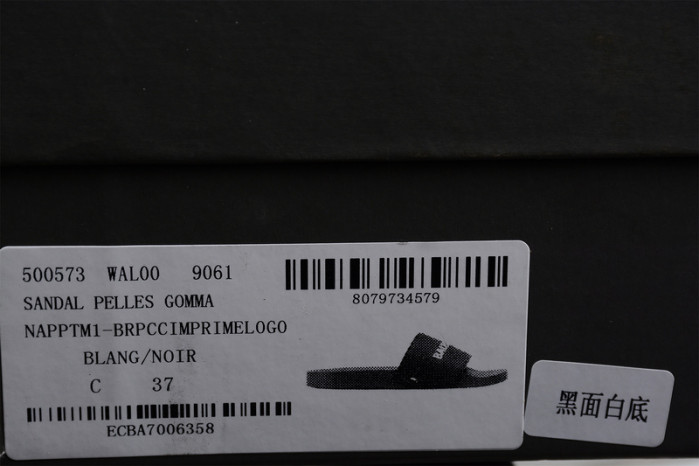 500573 WAL00 9061
8079734579
SANDAL PELLES GOMMA
NAPPTM1-BRPCCIMPRIMELOGO
BLANG/NOIR
C 37
ECBA7006358
黑面白底